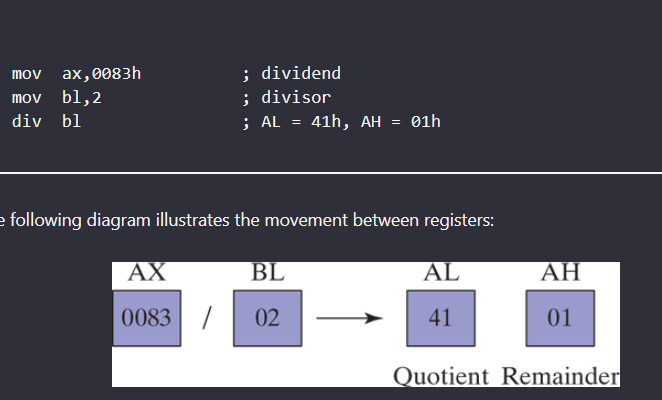 mov ax,0083h ; dividend
mov bl,2 ; divisor
div bl ; AL = 41h, AH = 01h
e following diagram illustrates the movement between registers:
AX BL AL AH
0083 / 02 41 01
Quotient Remainder